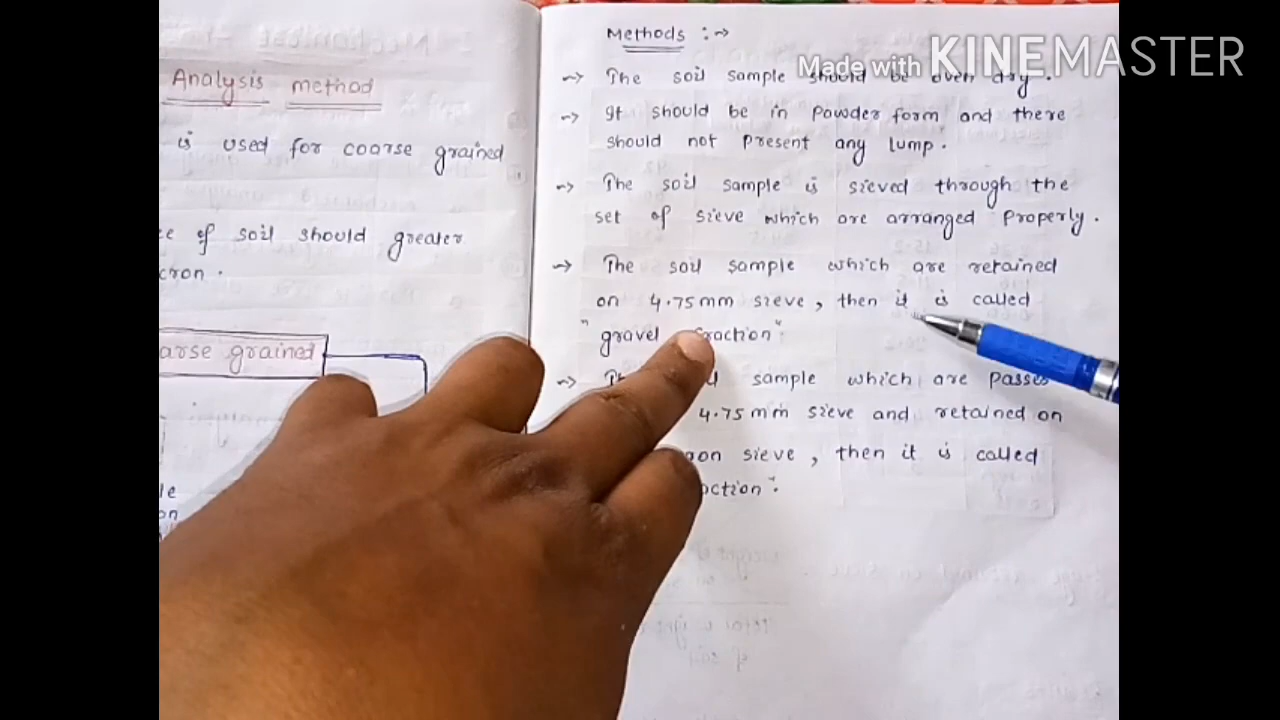 Analysis method
is used for coarse grained
of soil should greater
arse grained
Methods :→
Made with KINEMASTER
→ The soil sample should be oven dry.
→ It should be in powder form and there
should not present any lump.
→ The soil sample is sieved through the
set of sieve which are arranged properly.
→ The soil sample which are retained
on 4.75mm sieve, then it is called
"gravel fraction"
→ sample which are passes
4.75mm sieve and retained on
sieve, then it is called